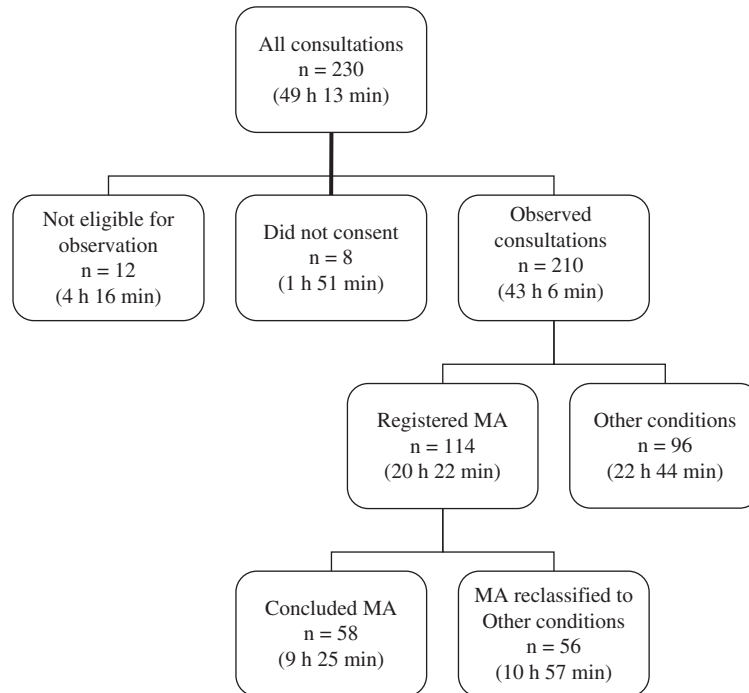 All consultations
n = 230
(49 h 13 min)
Not eligible for
observation
n = 12
(4 h 16 min)
Did not consent
n = 8
(1 h 51 min)
Observed
consultations
n = 210
(43 h 6 min)
Registered MA
n = 114
(20 h 22 min)
Other conditions
n = 96
(22 h 44 min)
Concluded MA
n = 58
(9 h 25 min)
MA reclassified to
Other conditions
n = 56
(10 h 57 min)